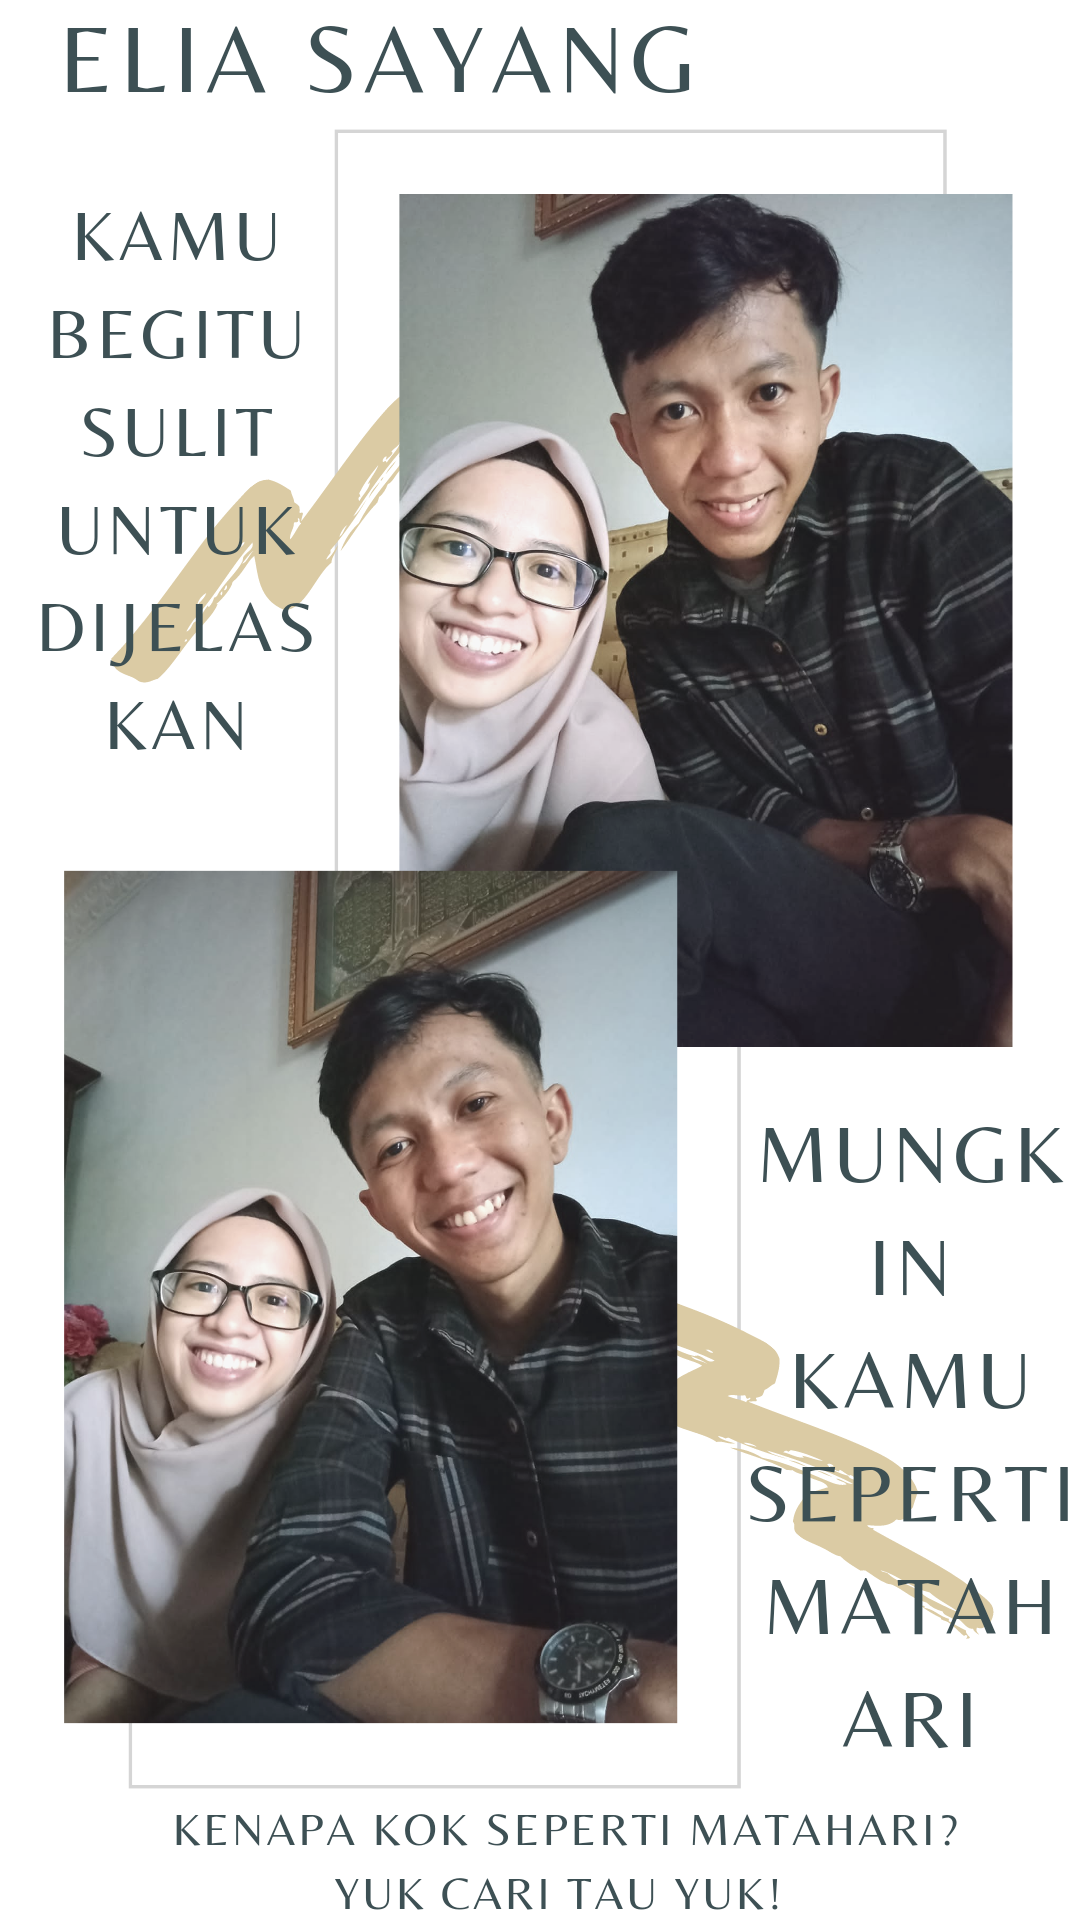 ELIA SAYANG
KAMU
BEGITU
SULIT
UNTUK
DIJELAS
KAN
MUNGK
IN
KAMU
SEPERTI
MATAH
ARI
KENAPA KOK SEPERTI MATAHARI?
YUK CARI TAU YUK!